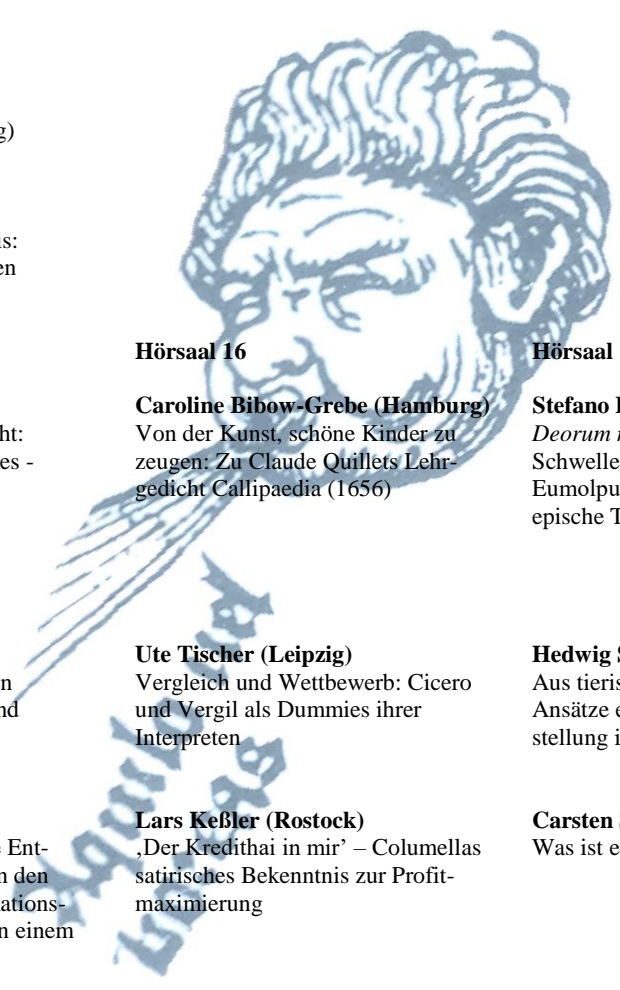 g)
is:
en
ht:
es -
n
nd
e Ent-
n den
ations-
n einem
Hörsaal 16
Caroline Bibow-Grebe (Hamburg)
Von der Kunst, schöne Kinder zu
zeugen: Zu Claude Quillets Lehr-
gedicht Callipaedia (1656)
Ute Tischer (Leipzig)
Vergleich und Wettbewerb: Cicero
und Vergil als Dummies ihrer
Interpreten
Lars Keßler (Rostock)
‚Der Kredithai in mir’ – Columellas
satirisches Bekenntnis zur Profit-
maximierung
Hörsaal
Stefano
Deorum
Schwelle
Eumolpu
epische T
Hedwig S
Aus tieris
Ansätze e
stellung i
Carsten S
Was ist e
Aquilo
boreas